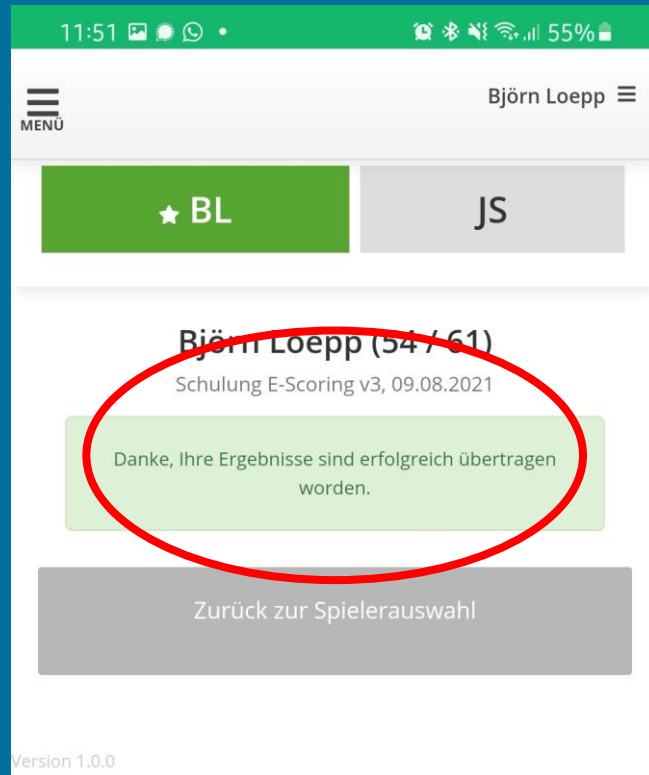 11:51 55%
Björn Loepp
MENÜ
BL JS
Björn Loepp (54 / 61)
Schulung E-Scoring v3, 09.08.2021
Danke, Ihre Ergebnisse sind erfolgreich übertragen
worden.
Zurück zur Spielerauswahl
Version 1.0.0